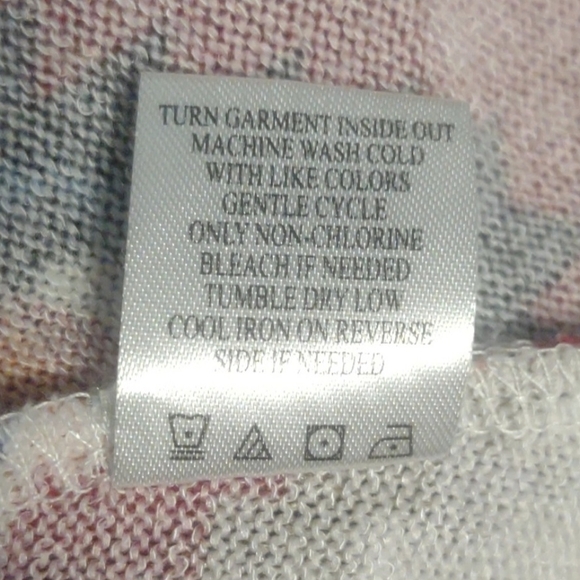 TURN GARMENT INSIDE OUT
MACHINE WASH COLD
WITH LIKE COLORS
GENTLE CYCLE
ONLY NON-CHLORINE
BLEACH IF NEEDED
TUMBLE DRY LOW
COOL IRON ON REVERSE
SIDE IF NEEDED